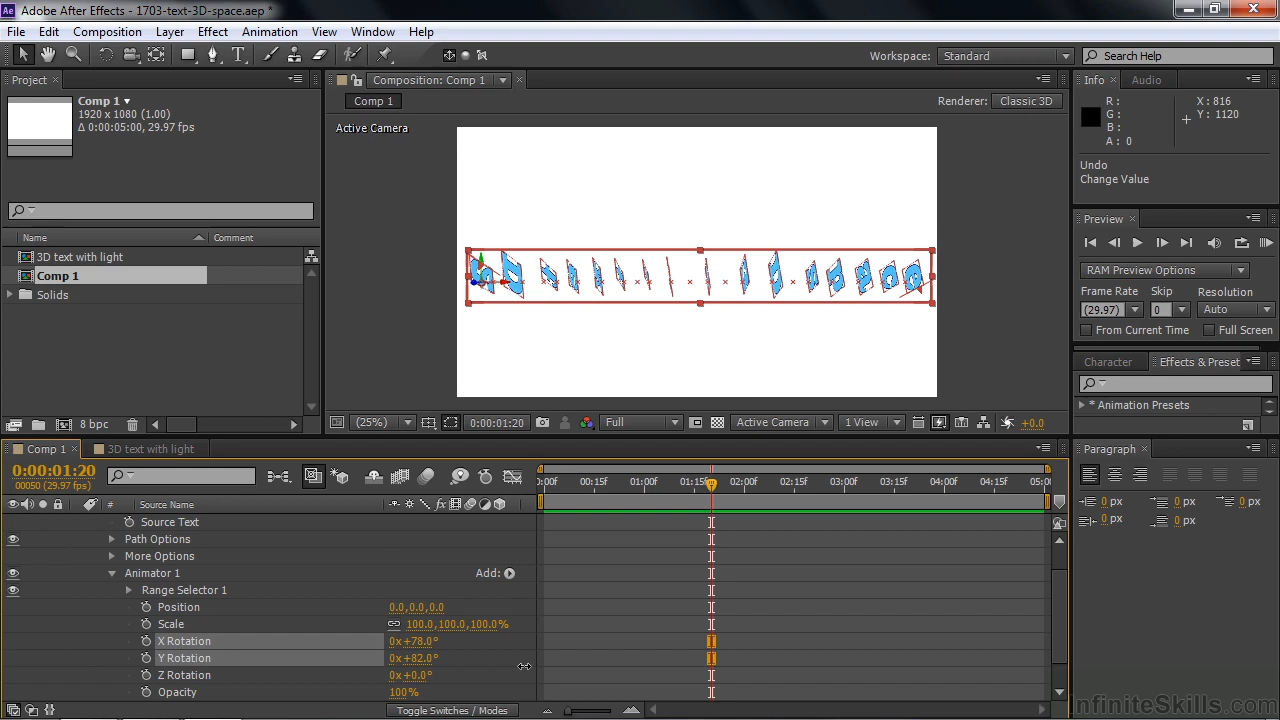 Adobe After Effects - 1703-text-3D-space.aep *
File Edit Composition Layer Effect Animation View Window Help
Workspace: Standard Search Help
Project
Comp 1
1920 x 1080 (1.00)
Δ 0:00:05:00, 29.97 fps
Name Comment
3D text with light
Comp 1
Solids
8 bpc
Composition: Comp 1
Comp 1
Renderer: Classic 3D
Active Camera
(25%) 0:00:01:20 Full Active Camera 1 View +0.0
Info Audio
R :
G :
B :
A : 0
X : 816
Y : 1120
Undo
Change Value
Preview
RAM Preview Options
Frame Rate Skip Resolution
(29.97) 0 Auto
From Current Time Full Screen
Character Effects & Preset
* Animation Presets
Comp 1 3D text with light
0:00:01:20
00050 (29.97 fps)
# Source Name
:00f 00:15f 01:00f 01:15f 02:00f 02:15f 03:00f 03:15f 04:00f 04:15f 05:00
Source Text
Path Options
More Options
Animator 1 Add:
Range Selector 1
Position 0.0,0.0,0.0
Scale 100.0,100.0,100.0%
X Rotation 0x+78.0°
Y Rotation 0x+82.0°
Z Rotation 0x+0.0°
Opacity 100%
Toggle Switches / Modes
Paragraph
0 px 0 px 0 px
0 px 0 px
InfiniteSkills.com